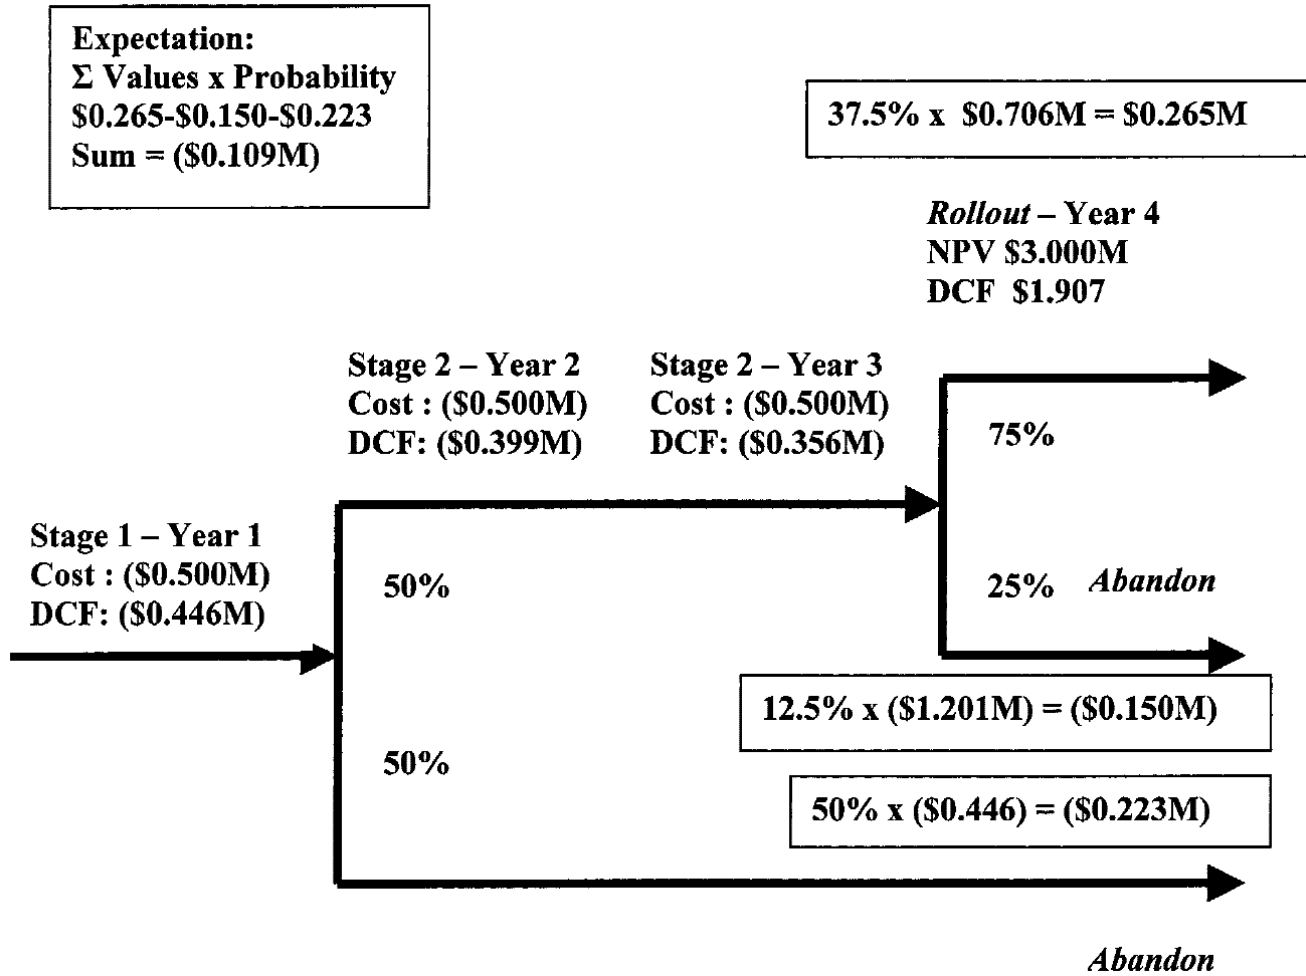 Expectation:
Σ Values x Probability
$0.265-$0.150-$0.223
Sum = ($0.109M)
37.5% x $0.706M = $0.265M
Rollout – Year 4
NPV $3.000M
DCF $1.907
Stage 2 – Year 2
Cost : ($0.500M)
DCF: ($0.399M)
Stage 2 – Year 3
Cost : ($0.500M)
DCF: ($0.356M)
75%
Stage 1 – Year 1
Cost : ($0.500M)
DCF: ($0.446M)
50%
25% Abandon
12.5% x ($1.201M) = ($0.150M)
50%
50% x ($0.446) = ($0.223M)
Abandon